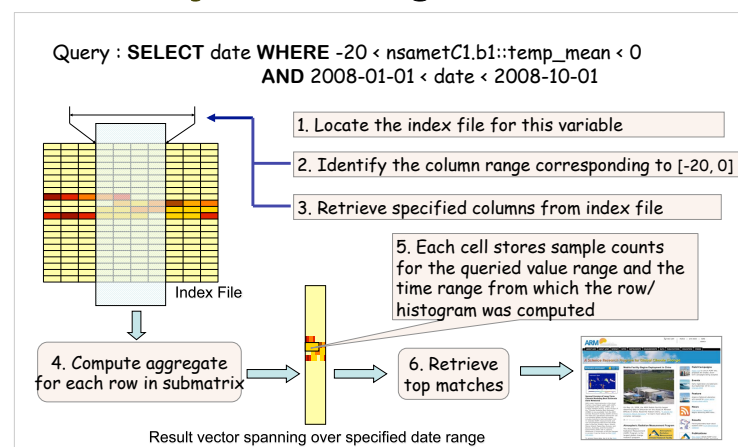 Query : SELECT date WHERE -20 < nsametC1.b1::temp_mean < 0
AND 2008-01-01 < date < 2008-10-01
1. Locate the index file for this variable
2. Identify the column range corresponding to [-20, 0]
3. Retrieve specified columns from index file
5. Each cell stores sample counts
for the queried value range and the
time range from which the row/
histogram was computed
Index File
4. Compute aggregate
for each row in submatrix
6. Retrieve
top matches
ARM
Result vector spanning over specified date range